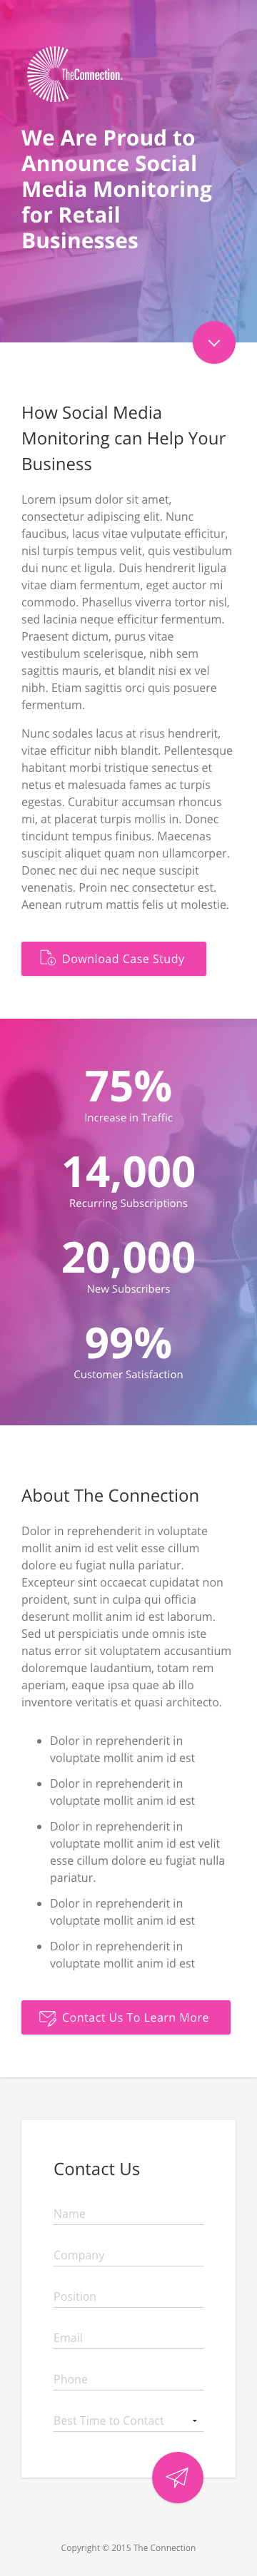 TheConnection.
We Are Proud to
Announce Social
Media Monitoring
for Retail
Businesses
How Social Media
Monitoring can Help Your
Business
Lorem ipsum dolor sit amet,
consectetur adipiscing elit. Nunc
faucibus, lacus vitae vulputate efficitur,
nisl turpis tempus velit, quis vestibulum
dui nunc et ligula. Duis hendrerit ligula
vitae diam fermentum, eget auctor mi
commodo. Phasellus viverra tortor nisl,
sed lacinia neque efficitur fermentum.
Praesent dictum, purus vitae
vestibulum scelerisque, nibh sem
sagittis mauris, et blandit nisi ex vel
nibh. Etiam sagittis orci quis posuere
fermentum.
Nunc sodales lacus at risus hendrerit,
vitae efficitur nibh blandit. Pellentesque
habitant morbi tristique senectus et
netus et malesuada fames ac turpis
egestas. Curabitur accumsan rhoncus
mi, at placerat turpis mollis in. Donec
tincidunt tempus finibus. Maecenas
suscipit aliquet quam non ullamcorper.
Donec nec dui nec neque suscipit
venenatis. Proin nec consectetur est.
Aenean rutrum mattis felis ut molestie.
Download Case Study
75%
Increase in Traffic
14,000
Recurring Subscriptions
20,000
New Subscribers
99%
Customer Satisfaction
About The Connection
Dolor in reprehenderit in voluptate
mollit anim id est velit esse cillum
dolore eu fugiat nulla pariatur.
Excepteur sint occaecat cupidatat non
proident, sunt in culpa qui officia
deserunt mollit anim id est laborum.
Sed ut perspiciatis unde omnis iste
natus error sit voluptatem accusantium
doloremque laudantium, totam rem
aperiam, eaque ipsa quae ab illo
inventore veritatis et quasi architecto.
• Dolor in reprehenderit in
voluptate mollit anim id est
• Dolor in reprehenderit in
voluptate mollit anim id est
• Dolor in reprehenderit in
voluptate mollit anim id est velit
esse cillum dolore eu fugiat nulla
pariatur.
• Dolor in reprehenderit in
voluptate mollit anim id est
• Dolor in reprehenderit in
voluptate mollit anim id est
Contact Us To Learn More
Contact Us
Name
Company
Position
Email
Phone
Best Time to Contact
Copyright © 2015 The Connection